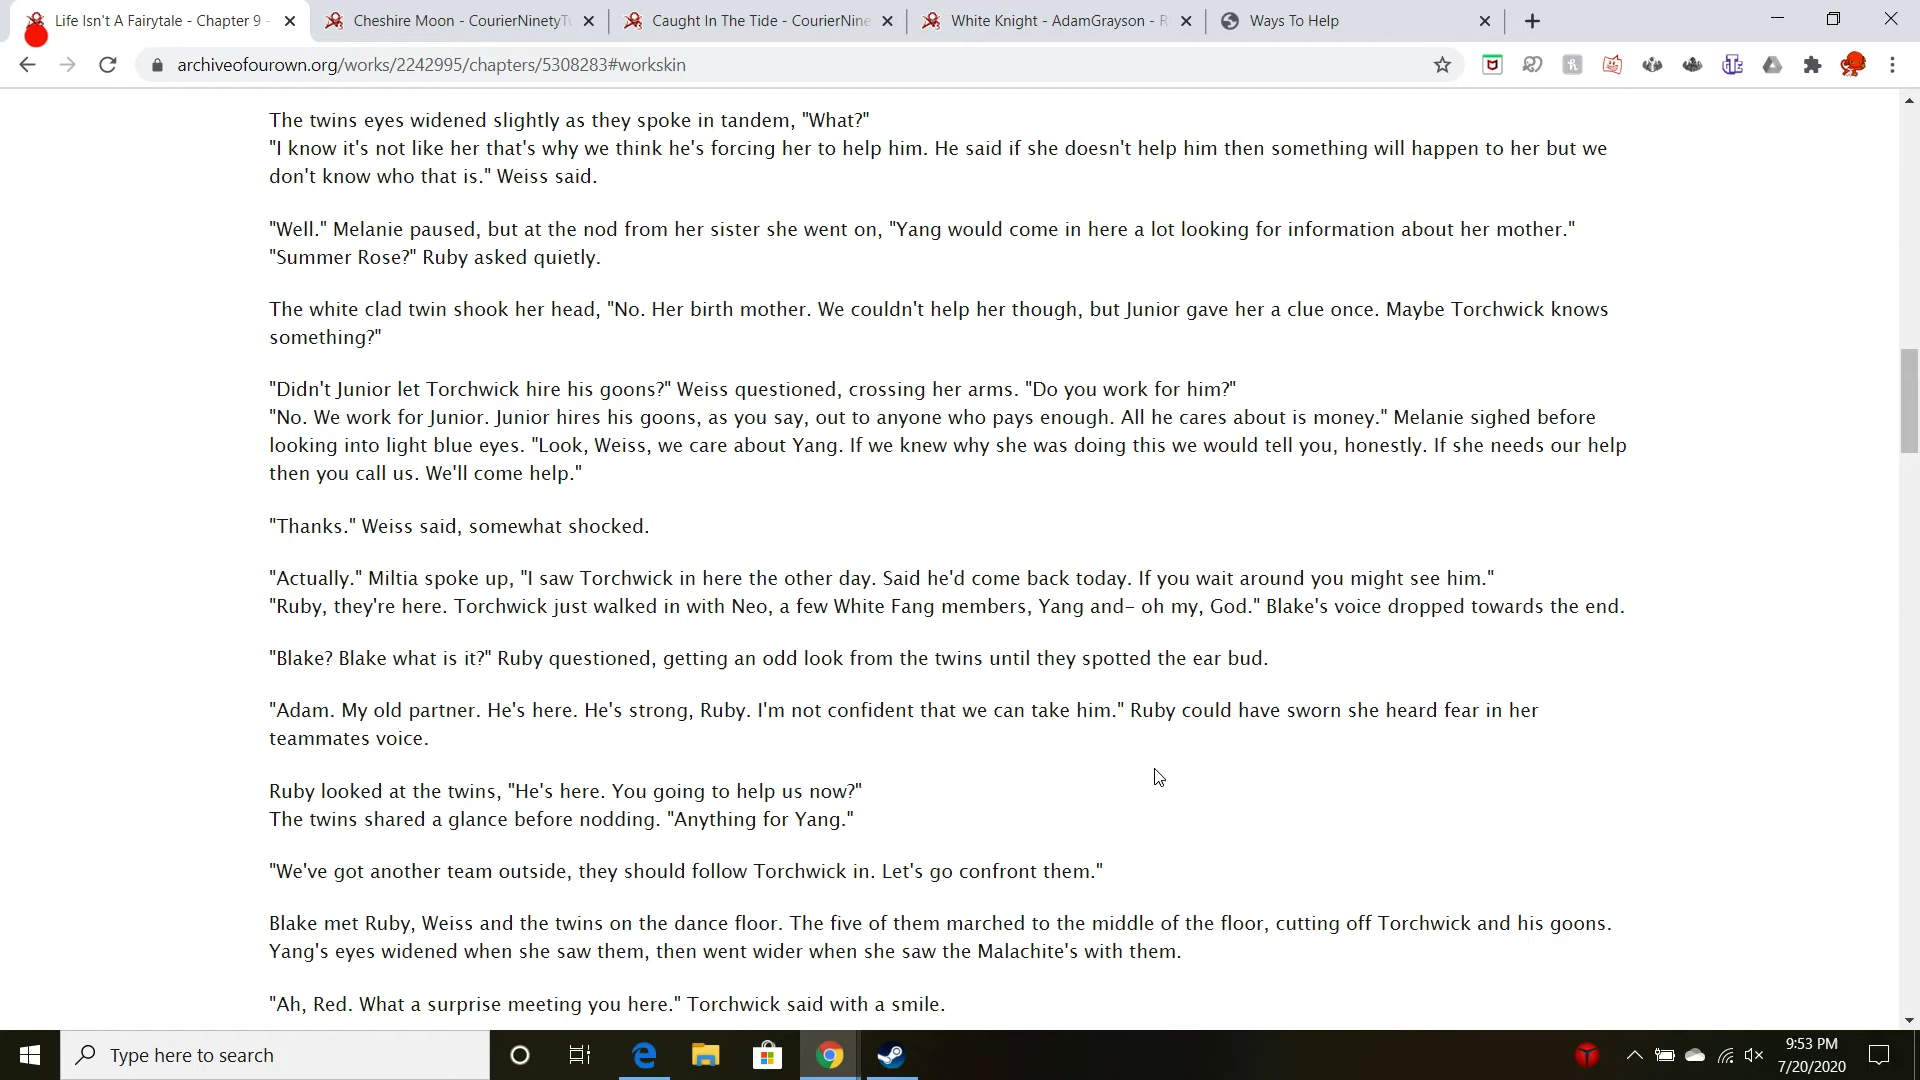 Life Isn't A Fairytale - Chapter 9 -
Cheshire Moon - CourierNinetyT
Caught In The Tide - CourierNine
White Knight - AdamGrayson - R
Ways To Help
archiveofourown.org/works/2242995/chapters/5308283#workskin
The twins eyes widened slightly as they spoke in tandem, "What?"
"I know it's not like her that's why we think he's forcing her to help him. He said if she doesn't help him then something will happen to her but we
don't know who that is." Weiss said.
"Well." Melanie paused, but at the nod from her sister she went on, "Yang would come in here a lot looking for information about her mother."
"Summer Rose?" Ruby asked quietly.
The white clad twin shook her head, "No. Her birth mother. We couldn't help her though, but Junior gave her a clue once. Maybe Torchwick knows
something?"
"Didn't Junior let Torchwick hire his goons?" Weiss questioned, crossing her arms. "Do you work for him?"
"No. We work for Junior. Junior hires his goons, as you say, out to anyone who pays enough. All he cares about is money." Melanie sighed before
looking into light blue eyes. "Look, Weiss, we care about Yang. If we knew why she was doing this we would tell you, honestly. If she needs our help
then you call us. We'll come help."
"Thanks." Weiss said, somewhat shocked.
"Actually." Miltia spoke up, "I saw Torchwick in here the other day. Said he'd come back today. If you wait around you might see him."
"Ruby, they're here. Torchwick just walked in with Neo, a few White Fang members, Yang and– oh my, God." Blake's voice dropped towards the end.
"Blake? Blake what is it?" Ruby questioned, getting an odd look from the twins until they spotted the ear bud.
"Adam. My old partner. He's here. He's strong, Ruby. I'm not confident that we can take him." Ruby could have sworn she heard fear in her
teammates voice.
Ruby looked at the twins, "He's here. You going to help us now?"
The twins shared a glance before nodding. "Anything for Yang."
"We've got another team outside, they should follow Torchwick in. Let's go confront them."
Blake met Ruby, Weiss and the twins on the dance floor. The five of them marched to the middle of the floor, cutting off Torchwick and his goons.
Yang's eyes widened when she saw them, then went wider when she saw the Malachite's with them.
"Ah, Red. What a surprise meeting you here." Torchwick said with a smile.
Type here to search
9:53 PM
7/20/2020